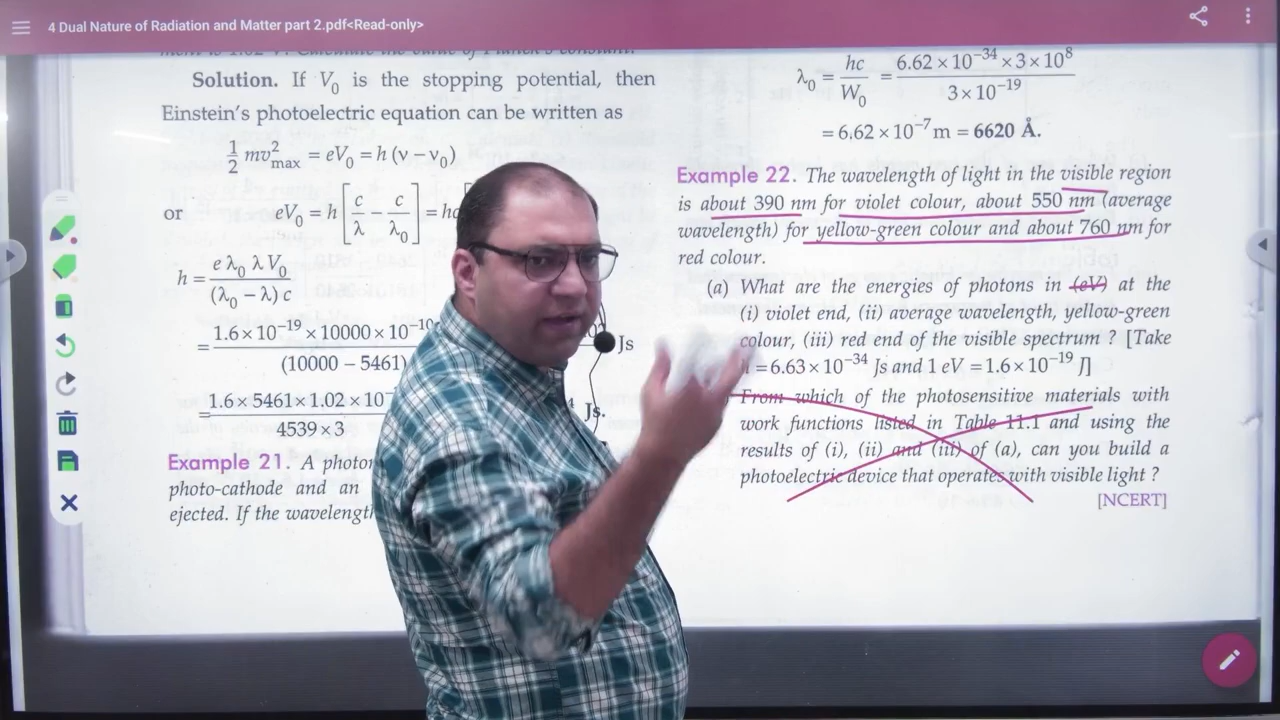 4 Dual Nature of Radiation and Matter part 2.pdf<Read-only>
Solution. If V₀ is the stopping potential, then
Einstein's photoelectric equation can be written as
½ mv²max = eV₀ = h (ν − ν₀)
or eV₀ = h [c/λ − c/λ₀] =
h = e λ₀ λ V₀ / (λ₀ − λ) c
= 1.6 × 10⁻¹⁹ × 10000 × 10⁻¹⁰ / (10000 − 5461) Js
= 1.6 × 5461 × 1.02 × 10 / 4539 × 3 Js.
Example 21. A photon
photo-cathode and an
ejected. If the wavelength
λ₀ = hc/W₀ = 6.62 × 10⁻³⁴ × 3 × 10⁸ / 3 × 10⁻¹⁹
= 6.62 × 10⁻⁷ m = 6620 Å.
Example 22. The wavelength of light in the visible region
is about 390 nm for violet colour, about 550 nm (average
wavelength) for yellow-green colour and about 760 nm for
red colour.
(a) What are the energies of photons in (eV) at the
(i) violet end, (ii) average wavelength, yellow-green
colour, (iii) red end of the visible spectrum ? [Take
= 6.63 × 10⁻³⁴ Js and 1 eV = 1.6 × 10⁻¹⁹ J]
From which of the photosensitive materials with
work functions listed in Table 11.1 and using the
results of (i), (ii) and (iii) of (a), can you build a
photoelectric device that operates with visible light ?
[NCERT]